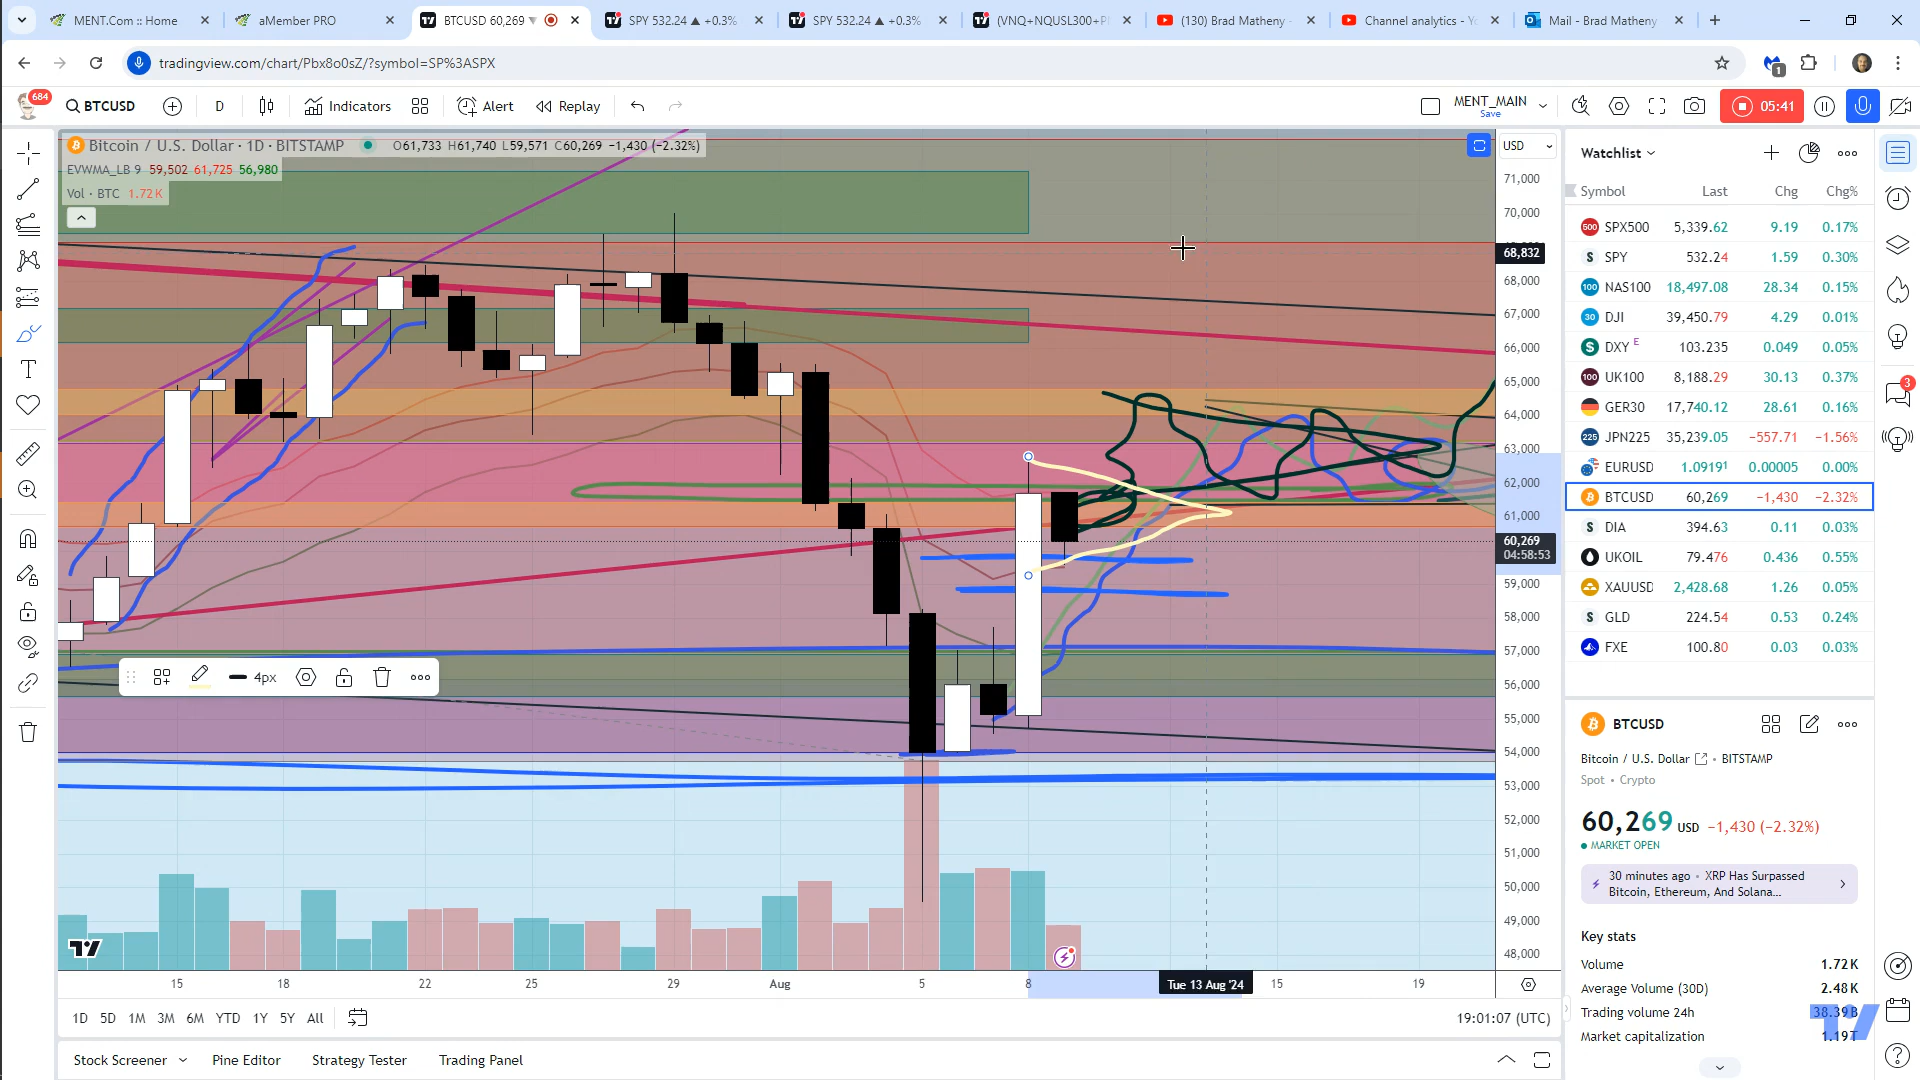 MENT.Com :: Home
aMember PRO
BTCUSD 60,269
SPY 532.24 ▲ +0.3%
SPY 532.24 ▲ +0.3%
(VNQ+NQUSL300+P
(130) Brad Matheny -
Channel analytics - Y
Mail - Brad Matheny
tradingview.com/chart/Pbx8o0sZ/?symbol=SP%3ASPX
1
684
BTCUSD
D
Indicators
Alert
Replay
MENT_MAIN
Save
05:41
Bitcoin / U.S. Dollar · 1D · BITSTAMP
O61,733 H61,740 L59,571 C60,269 −1,430 (−2.32%)
EVWMA_LB 9 59,502 61,725 56,980
Vol · BTC 1.72 K
USD
71,000
70,000
68,832
68,000
67,000
66,000
65,000
64,000
63,000
62,000
61,000
60,269
04:58:53
59,000
58,000
57,000
56,000
55,000
54,000
53,000
52,000
51,000
50,000
49,000
48,000
4px
15
18
22
25
29
Aug
5
8
Tue 13 Aug '24
15
19
1D 5D 1M 3M 6M YTD 1Y 5Y All
19:01:07 (UTC)
Stock Screener
Pine Editor
Strategy Tester
Trading Panel
Watchlist
Symbol Last Chg Chg%
500 SPX500 5,339.62 9.19 0.17%
S SPY 532.24 1.59 0.30%
100 NAS100 18,497.08 28.34 0.15%
30 DJI 39,450.79 4.29 0.01%
$ DXY E 103.235 0.049 0.05%
100 UK100 8,188.29 30.13 0.37%
GER30 17,740.12 28.61 0.16%
225 JPN225 35,239.05 −557.71 −1.56%
EURUSD 1.09191 0.00005 0.00%
BTCUSD 60,269 −1,430 −2.32%
S DIA 394.63 0.11 0.03%
UKOIL 79.476 0.436 0.55%
XAUUSD 2,428.68 1.26 0.05%
S GLD 224.54 0.53 0.24%
FXE 100.80 0.03 0.03%
3
BTCUSD
Bitcoin / U.S. Dollar • BITSTAMP
Spot • Crypto
60,269 USD −1,430 (−2.32%)
MARKET OPEN
30 minutes ago • XRP Has Surpassed
Bitcoin, Ethereum, And Solana...
Key stats
Volume 1.72K
Average Volume (30D) 2.48K
Trading volume 24h 38.39B
Market capitalization 1.19T